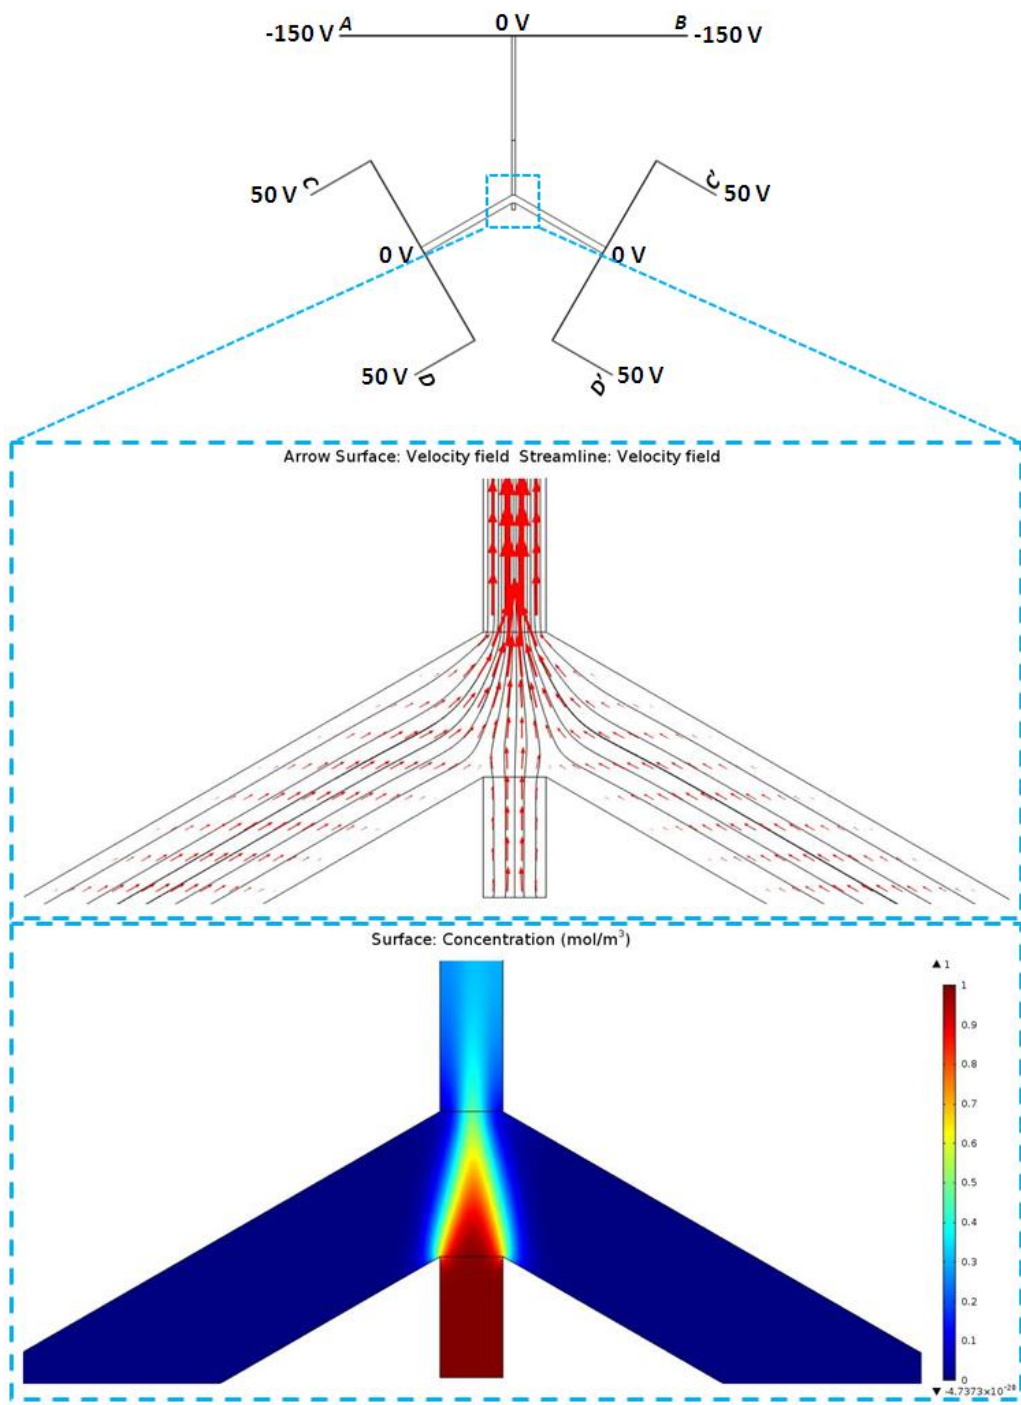 -150 V A 0 V B -150 V
C C'
50 V 50 V
0 V 0 V
50 V D D' 50 V
Arrow Surface: Velocity field Streamline: Velocity field
Surface: Concentration (mol/m³)
▲ 1
1
0.9
0.8
0.7
0.6
0.5
0.4
0.3
0.2
0.1
0
▼ -4.7373×10⁻²⁰